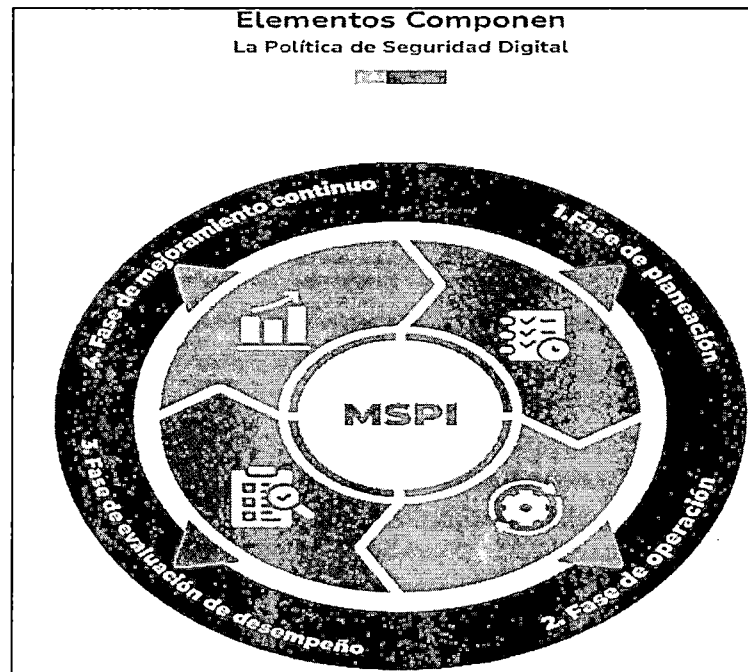 Elementos Componen
La Política de Seguridad Digital
1.Fase de planeación
2. Fase de operación
3. Fase de evaluación de desempeño
4. Fase de mejoramiento continuo
MSPI